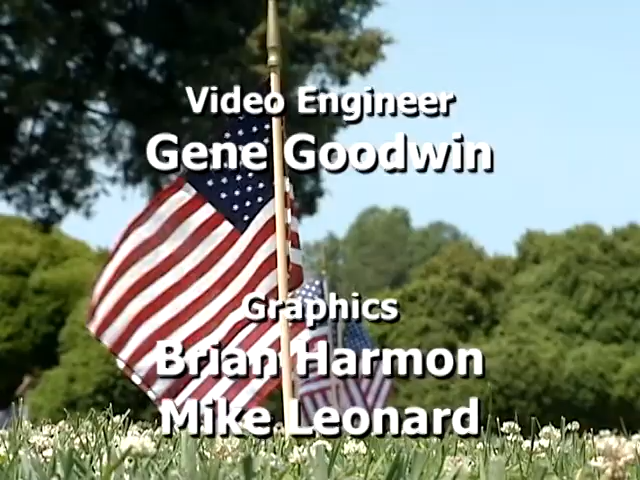 Video Engineer
Gene Goodwin
Graphics
Brian Harmon
Mike Leonard